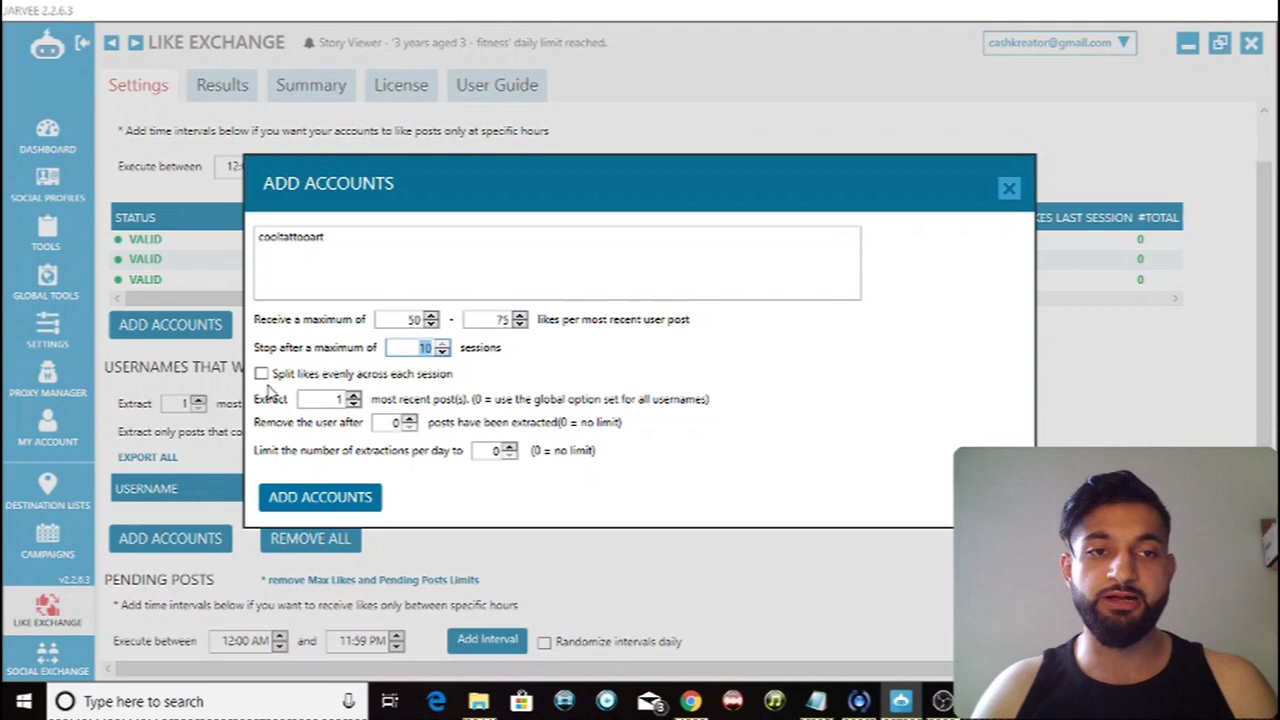 JARVEE 2.2.6.3
LIKE EXCHANGE
Story Viewer - '3 years aged 3 - fitness' daily limit reached.
cashkreator@gmail.com
Settings
Results
Summary
License
User Guide
DASHBOARD
SOCIAL PROFILES
TOOLS
GLOBAL TOOLS
SETTINGS
PROXY MANAGER
MY ACCOUNT
DESTINATION LISTS
CAMPAIGNS
v2.2.6.3
LIKE EXCHANGE
SOCIAL EXCHANGE
* Add time intervals below if you want your accounts to like posts only at specific hours
Execute between 12:
STATUS
KES LAST SESSION #TOTAL
VALID 0
VALID 0
VALID 0
ADD ACCOUNTS
USERNAMES THAT W
Extract 1 most
Extract only posts that co
EXPORT ALL
USERNAME
ADD ACCOUNTS
cooltattooart
Receive a maximum of 50 - 75 likes per most recent user post
Stop after a maximum of 10 sessions
Split likes evenly across each session
Extract 1 most recent post(s). (0 = use the global option set for all usernames)
Remove the user after 0 posts have been extracted(0 = no limit)
Limit the number of extractions per day to 0 (0 = no limit)
ADD ACCOUNTS
ADD ACCOUNTS
REMOVE ALL
PENDING POSTS
* remove Max Likes and Pending Posts Limits
* Add time intervals below if you want to receive likes only between specific hours
Execute between 12:00 AM and 11:59 PM Add Interval Randomize intervals daily
Type here to search
3